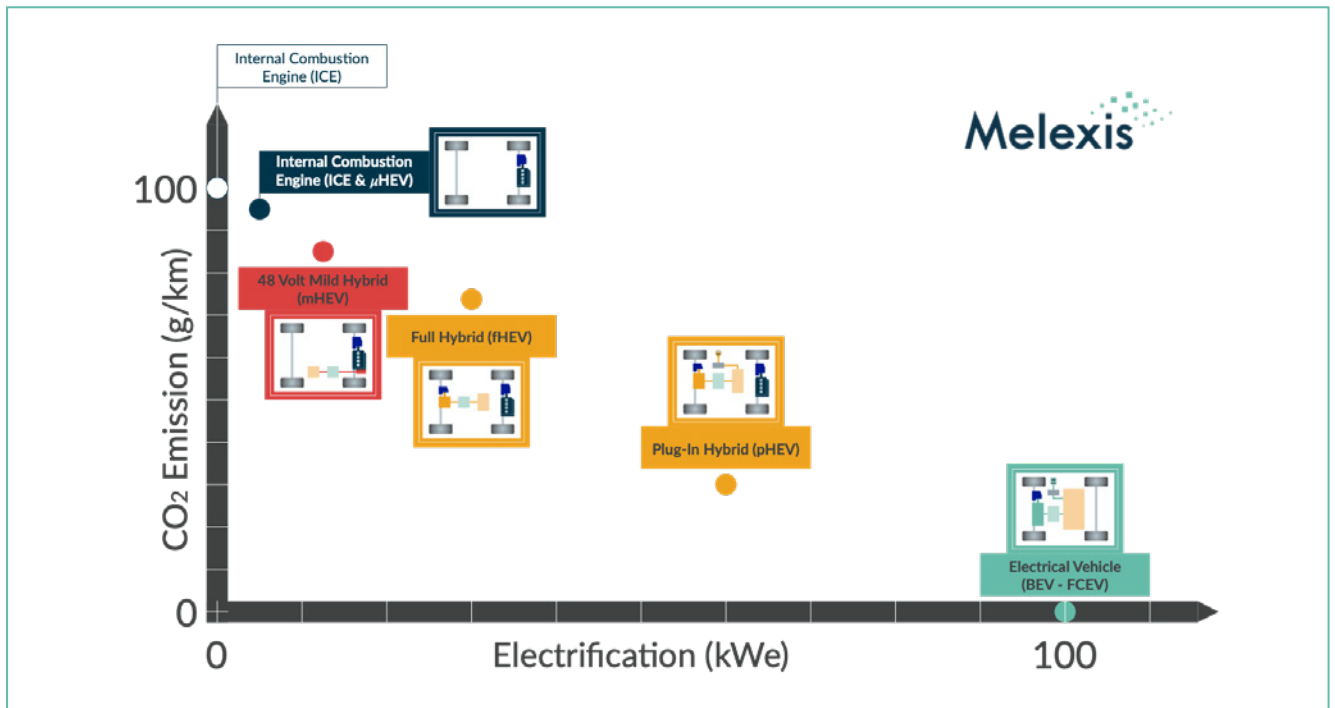 Internal Combustion
Engine (ICE)
Melexis
Internal Combustion
Engine (ICE & μHEV)
100
48 Volt Mild Hybrid
(mHEV)
Full Hybrid (fHEV)
Plug-In Hybrid (pHEV)
CO₂ Emission (g/km)
Electrical Vehicle
(BEV - FCEV)
0
0
Electrification (kWe)
100